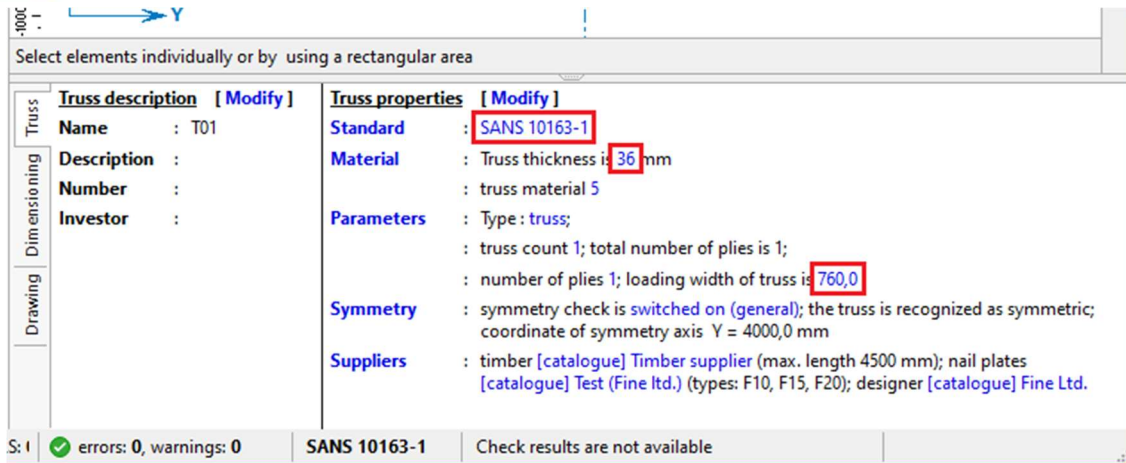 -1000
Y
Select elements individually or by using a rectangular area
Truss
Dimensioning
Drawing
Truss description [ Modify ]
Name : T01
Description :
Number :
Investor :
Truss properties [ Modify ]
Standard : SANS 10163-1
Material : Truss thickness is 36 mm
: truss material 5
Parameters : Type : truss;
: truss count 1; total number of plies is 1;
: number of plies 1; loading width of truss is 760,0
Symmetry : symmetry check is switched on (general); the truss is recognized as symmetric;
coordinate of symmetry axis Y = 4000,0 mm
Suppliers : timber [catalogue] Timber supplier (max. length 4500 mm); nail plates
[catalogue] Test (Fine ltd.) (types: F10, F15, F20); designer [catalogue] Fine Ltd.
errors: 0, warnings: 0
SANS 10163-1
Check results are not available